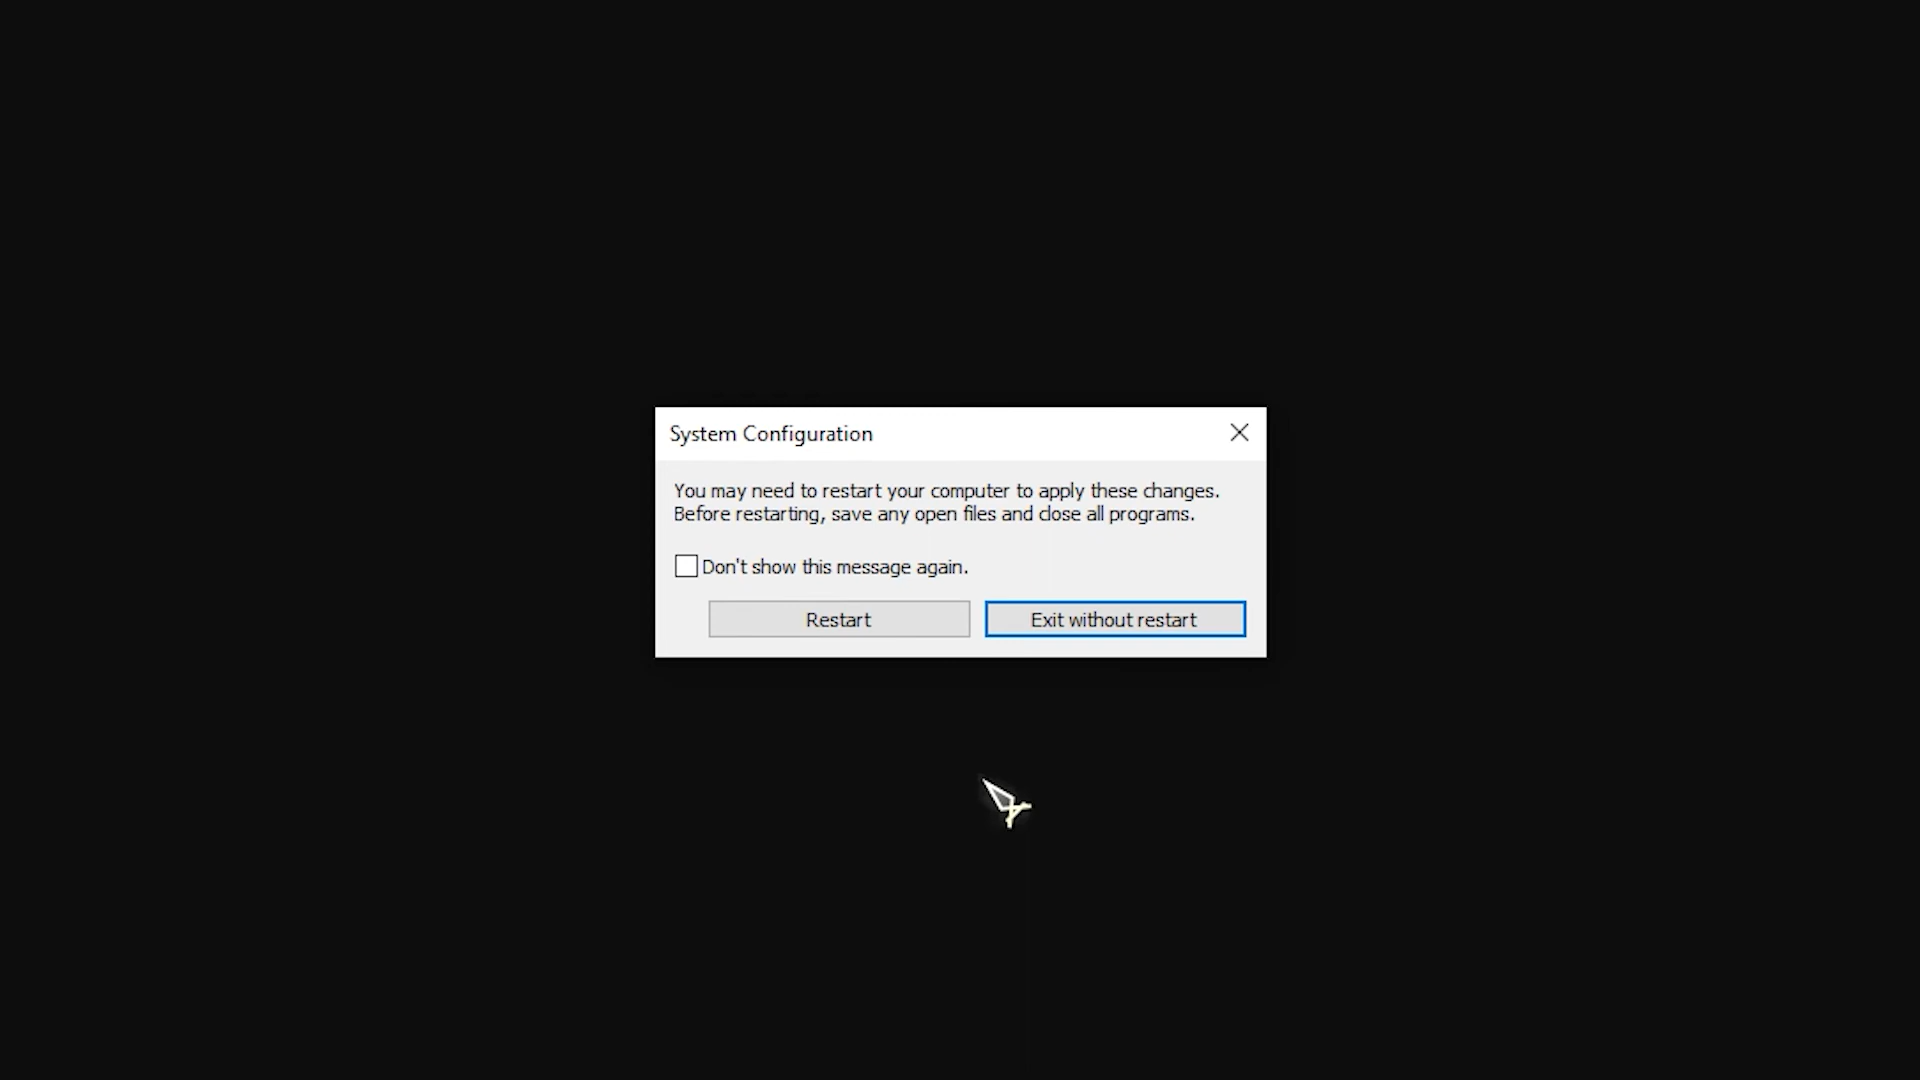 System Configuration
You may need to restart your computer to apply these changes.
Before restarting, save any open files and close all programs.
Don't show this message again.
Restart
Exit without restart